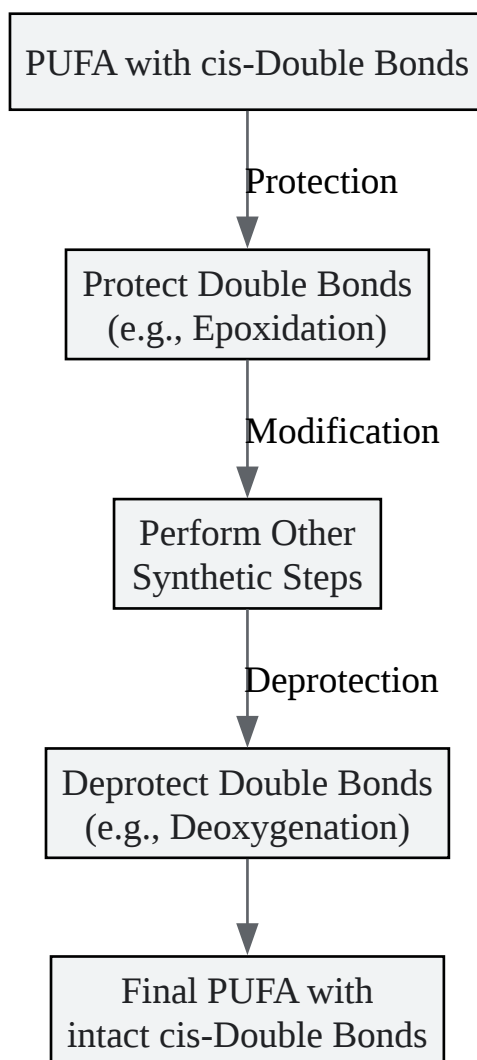 PUFA with cis-Double Bonds
Protection
Protect Double Bonds
(e.g., Epoxidation)
Modification
Perform Other
Synthetic Steps
Deprotection
Deprotect Double Bonds
(e.g., Deoxygenation)
Final PUFA with
intact cis-Double Bonds